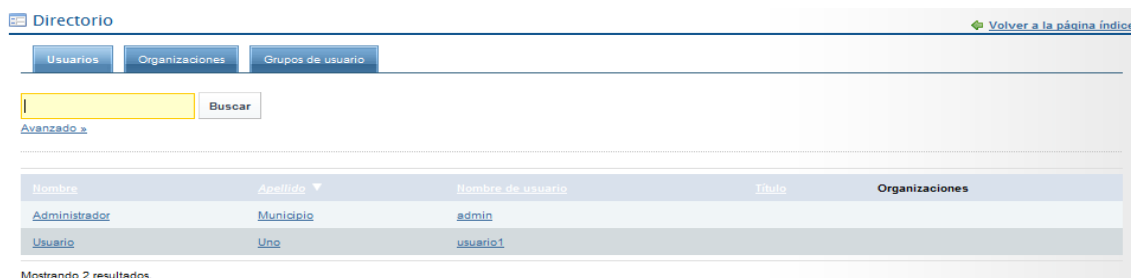 Directorio
Volver a la página índice
Usuarios Organizaciones Grupos de usuario
Buscar
Avanzado »
Nombre Apellido ▼ Nombre de usuario Título Organizaciones
Administrador Municipio admin
Usuario Uno usuario1
Mostrando 2 resultados